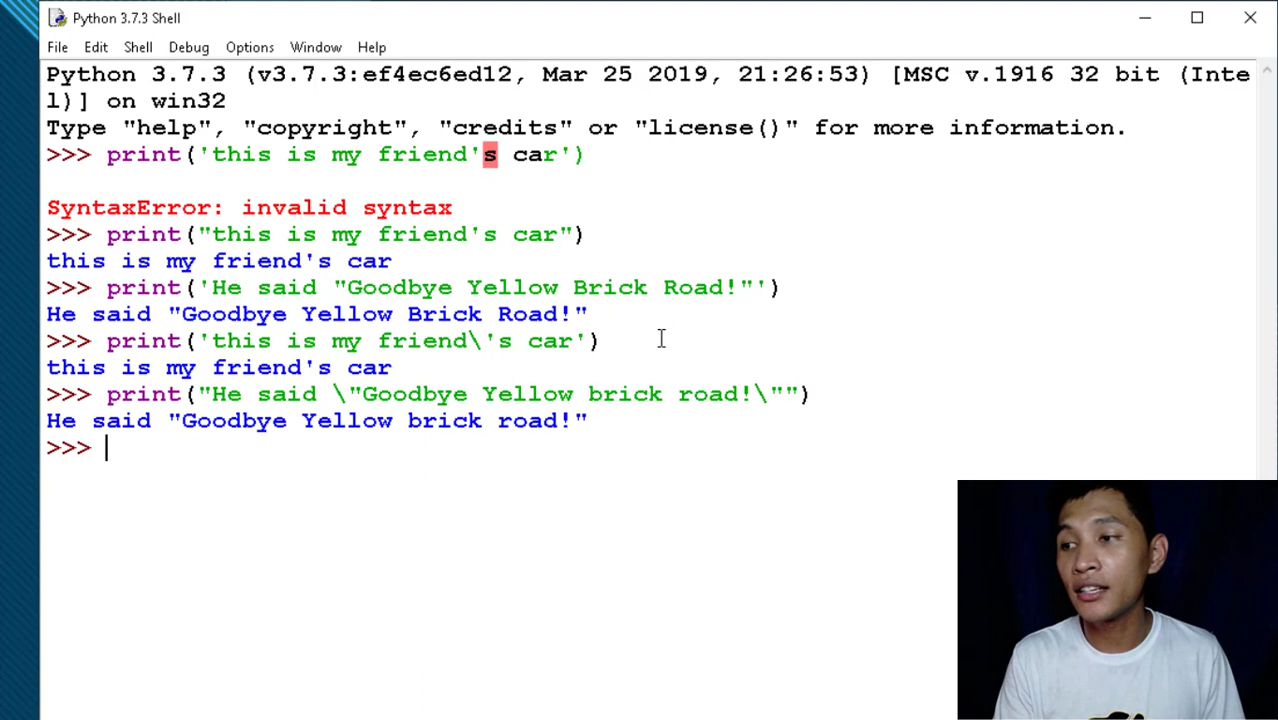 Python 3.7.3 Shell
File Edit Shell Debug Options Window Help
Python 3.7.3 (v3.7.3:ef4ec6ed12, Mar 25 2019, 21:26:53) [MSC v.1916 32 bit (Inte
l)] on win32
Type "help", "copyright", "credits" or "license()" for more information.
>>> print('this is my friend's car')
SyntaxError: invalid syntax
>>> print("this is my friend's car")
this is my friend's car
>>> print('He said "Goodbye Yellow Brick Road!"')
He said "Goodbye Yellow Brick Road!"
>>> print('this is my friend\'s car')
this is my friend's car
>>> print("He said \"Goodbye Yellow brick road!\"")
He said "Goodbye Yellow brick road!"
>>>